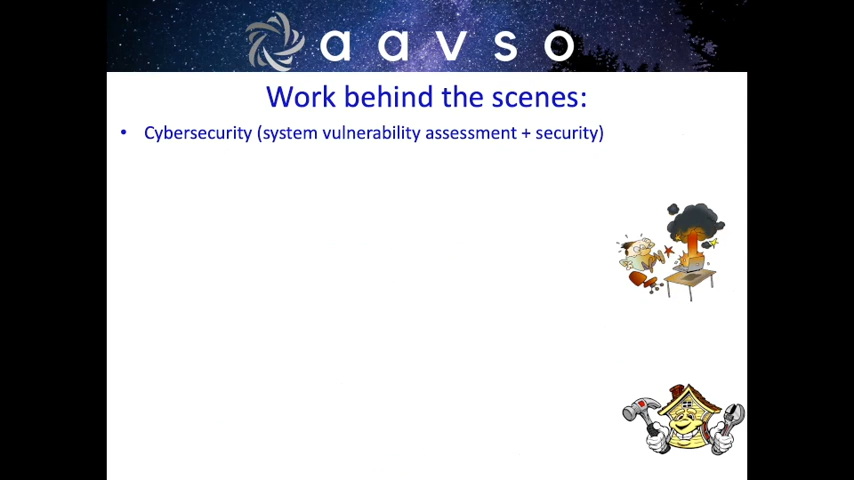 aavso
Work behind the scenes:
• Cybersecurity (system vulnerability assessment + security)